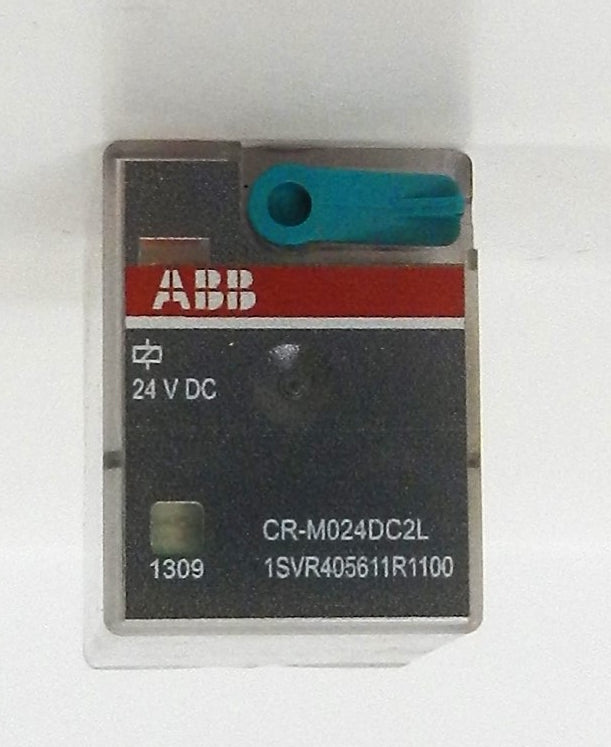 ABB
24 V DC
CR-M024DC2L
1309
1SVR405611R1100